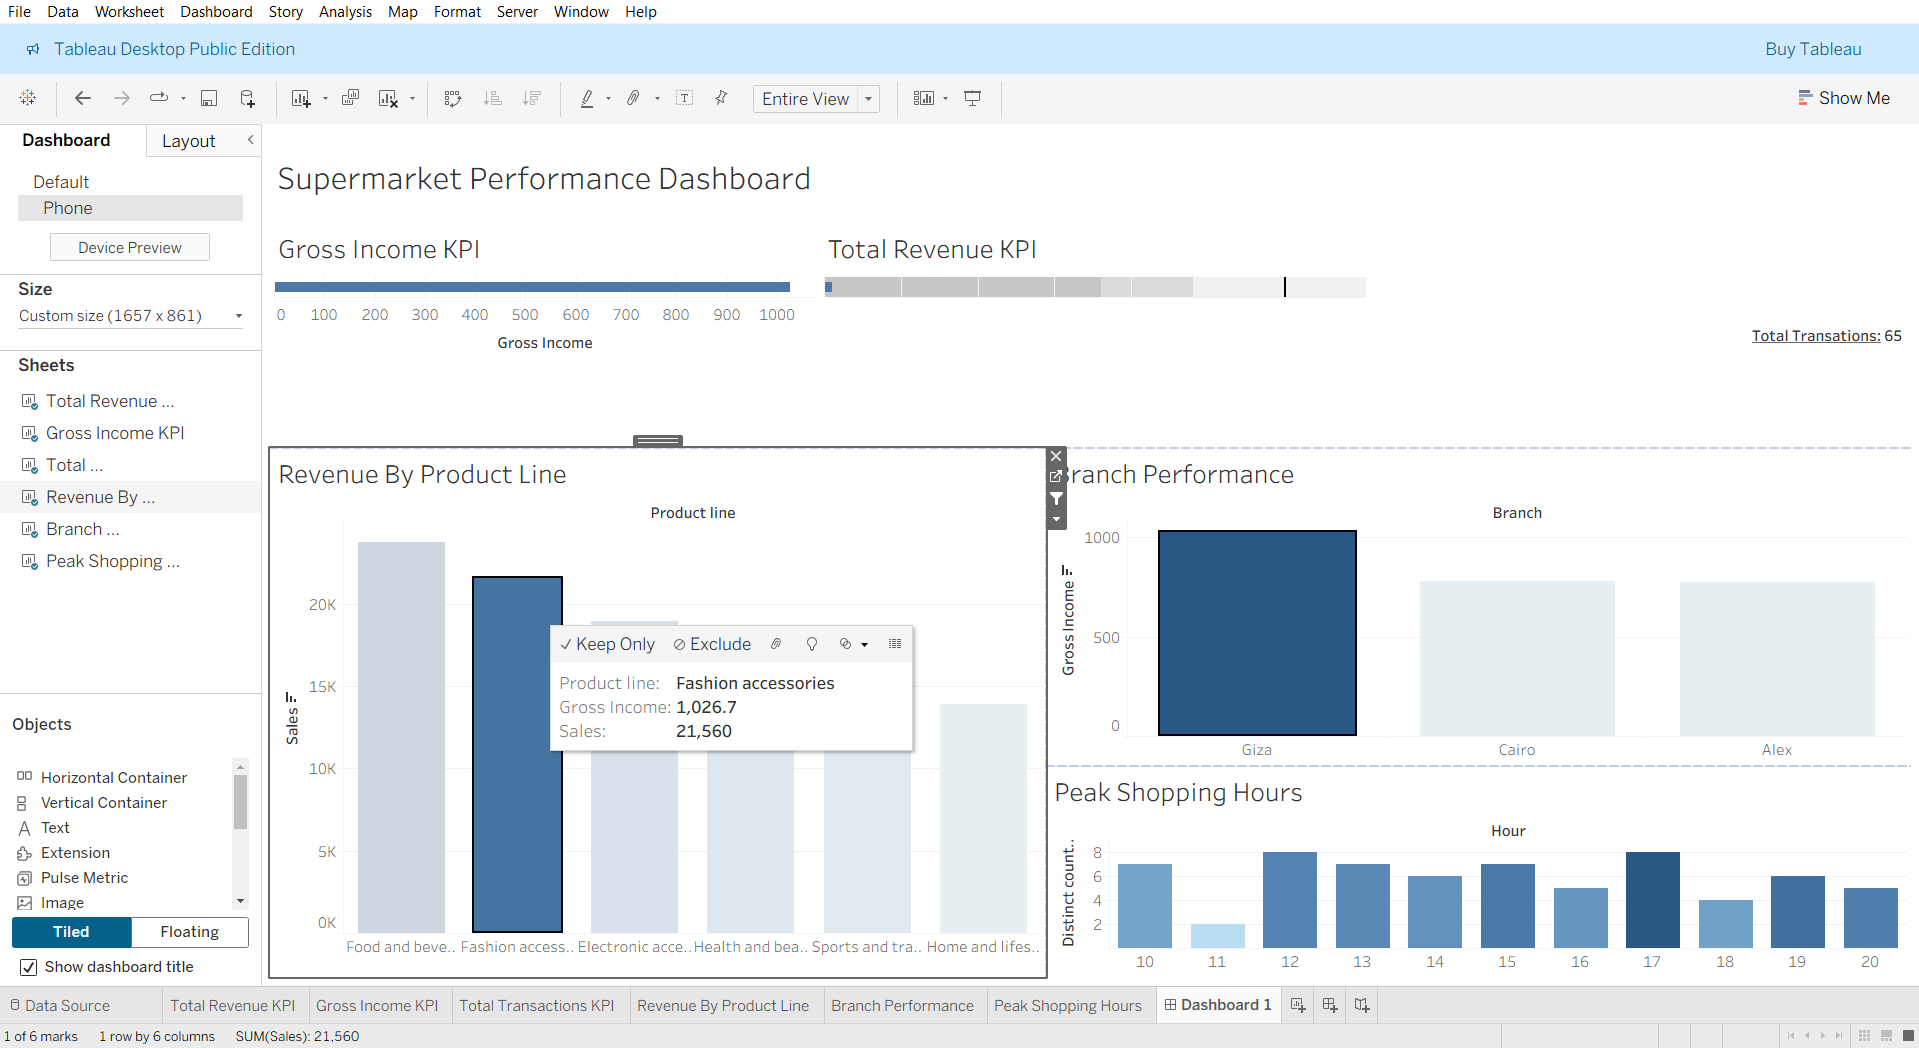 File Data Worksheet Dashboard Story Analysis Map Format Server Window Help
Tableau Desktop Public Edition
Buy Tableau
Entire View
Show Me
Dashboard
Layout
Default
Phone
Device Preview
Size
Custom size (1657 x 861)
Sheets
Total Revenue ...
Gross Income KPI
Total ...
Revenue By ...
Branch ...
Peak Shopping ...
Objects
Horizontal Container
Vertical Container
Text
Extension
Pulse Metric
Image
Tiled
Floating
Show dashboard title
Supermarket Performance Dashboard
Gross Income KPI
0 100 200 300 400 500 600 700 800 900 1000
Gross Income
Total Revenue KPI
Total Transations: 65
Revenue By Product Line
Product line
Sales
20K
15K
10K
5K
0K
Food and beve.. Fashion access.. Electronic acce.. Health and bea.. Sports and tra.. Home and lifes..
Keep Only Exclude
Product line: Fashion accessories
Gross Income: 1,026.7
Sales: 21,560
ranch Performance
Branch
Gross Income
1000
500
0
Giza Cairo Alex
Peak Shopping Hours
Hour
Distinct count..
8
6
4
2
10 11 12 13 14 15 16 17 18 19 20
Data Source Total Revenue KPI Gross Income KPI Total Transactions KPI Revenue By Product Line Branch Performance Peak Shopping Hours Dashboard 1
1 of 6 marks 1 row by 6 columns SUM(Sales): 21,560